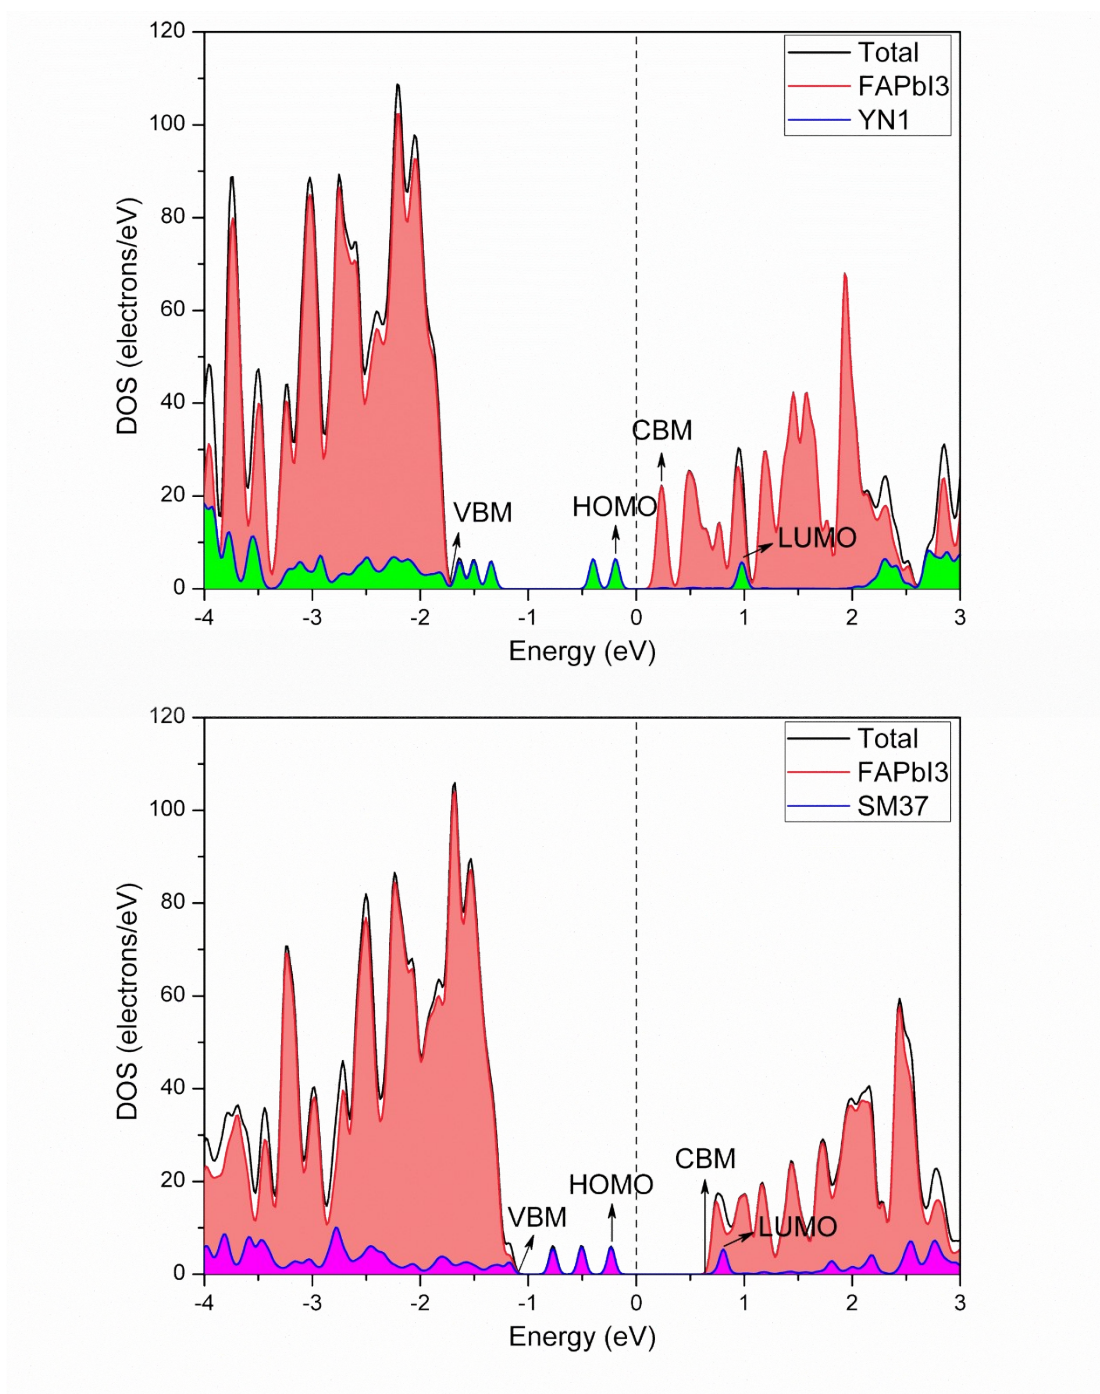 120
100
80
60
40
20
0
DOS (electrons/eV)
Total
FAPbI3
YN1
CBM
VBM
HOMO
LUMO
-4 -3 -2 -1 0 1 2 3
Energy (eV)
120
100
80
60
40
20
0
DOS (electrons/eV)
Total
FAPbI3
SM37
CBM
HOMO
VBM
LUMO
-4 -3 -2 -1 0 1 2 3
Energy (eV)